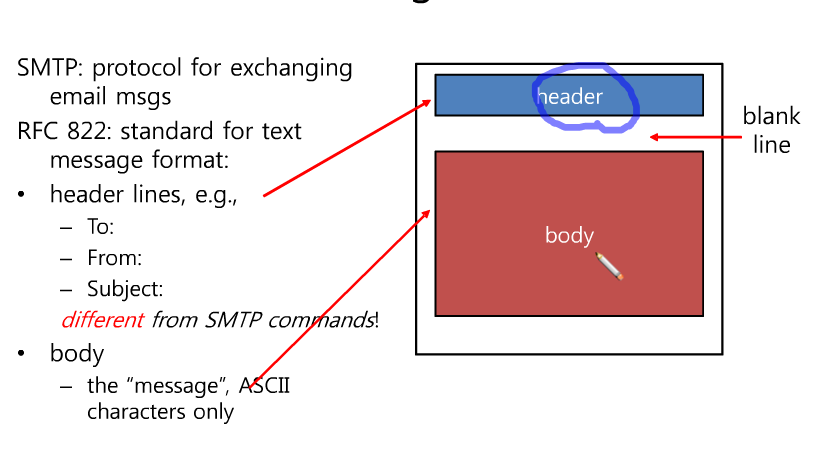 SMTP: protocol for exchanging
email msgs
RFC 822: standard for text
message format:
• header lines, e.g.,
– To:
– From:
– Subject:
different from SMTP commands!
• body
– the “message”, ASCII
characters only
header
blank
line
body